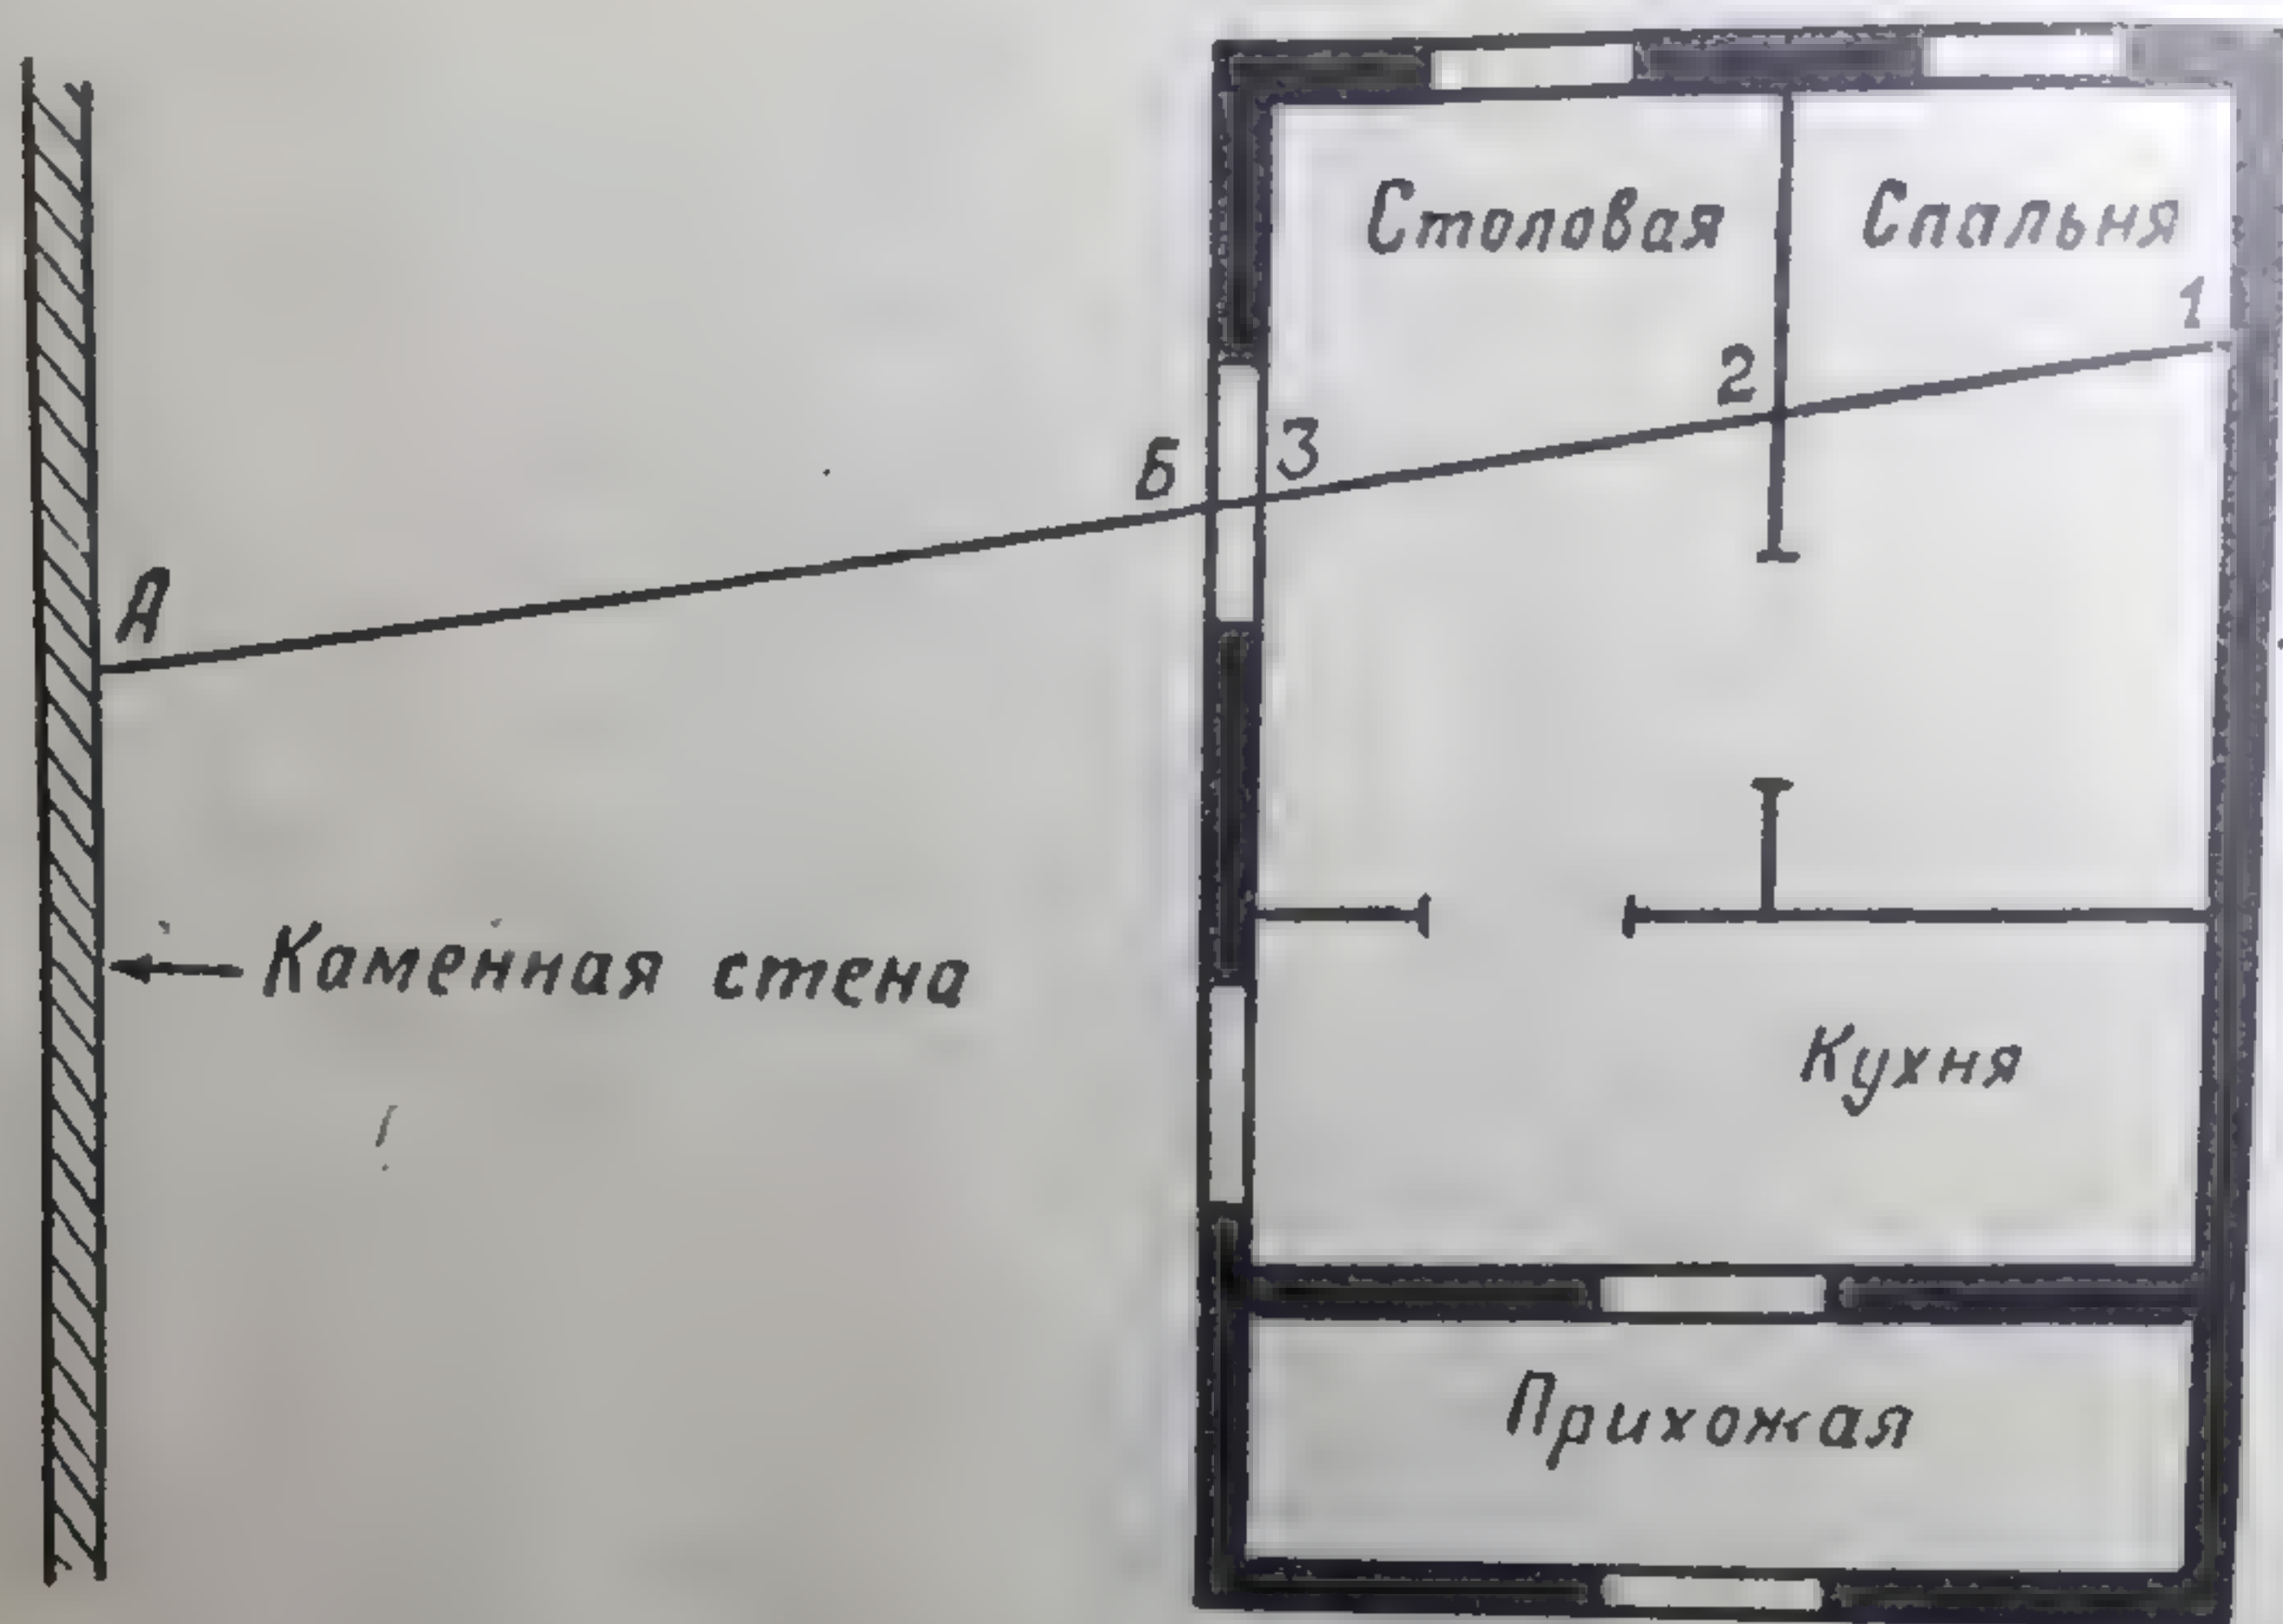 Столовая
Спальня
1
2
Б
3
А
Каменная стена
Кухня
Прихожая